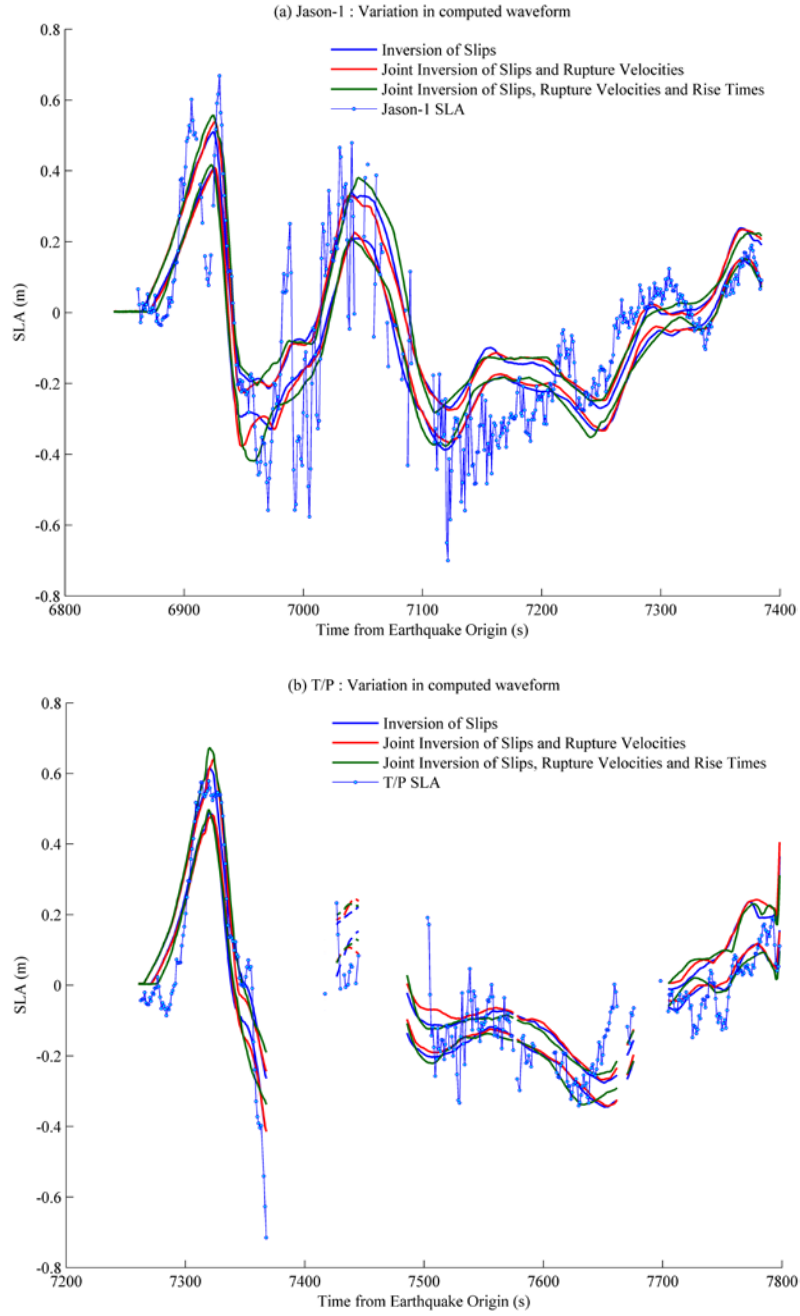 (a) Jason-1 : Variation in computed waveform
0.8
Inversion of Slips
Joint Inversion of Slips and Rupture Velocities
0.6
Joint Inversion of Slips, Rupture Velocities and Rise Times
Jason-1 SLA
0.4
0.2
SLA (m)
0
-0.2
-0.4
-0.6
-0.8
6800 6900 7000 7100 7200 7300 7400
Time from Earthquake Origin (s)
(b) T/P : Variation in computed waveform
0.8
Inversion of Slips
Joint Inversion of Slips and Rupture Velocities
0.6
Joint Inversion of Slips, Rupture Velocities and Rise Times
T/P SLA
0.4
0.2
SLA (m)
0
-0.2
-0.4
-0.6
-0.8
7200 7300 7400 7500 7600 7700 7800
Time from Earthquake Origin (s)